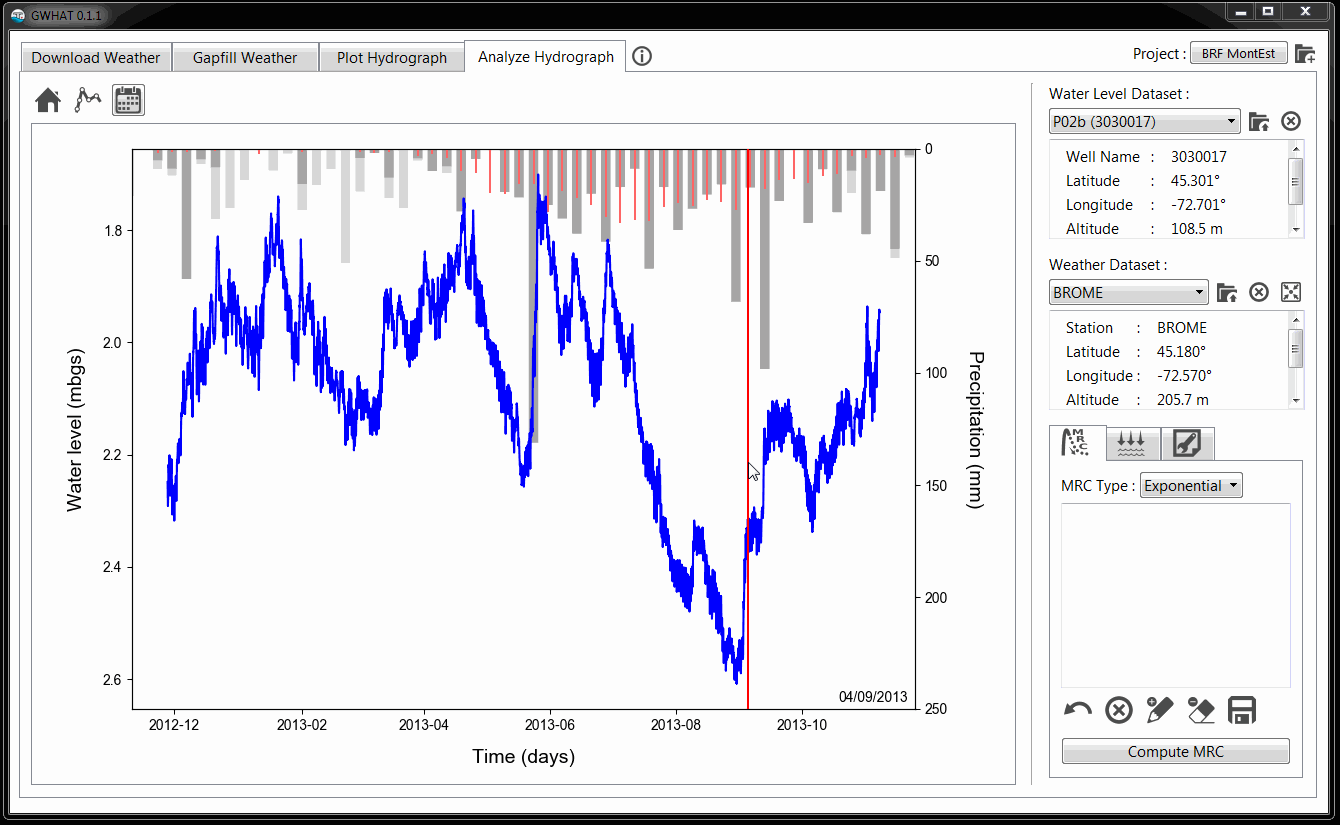 GWHAT 0.1.1
Download Weather
Gapfill Weather
Plot Hydrograph
Analyze Hydrograph
Project :
BRF MontEst
Water Level Dataset :
P02b (3030017)
Well Name : 3030017
Latitude : 45.301°
Longitude : -72.701°
Altitude : 108.5 m
Weather Dataset :
BROME
Station : BROME
Latitude : 45.180°
Longitude : -72.570°
Altitude : 205.7 m
MRC
MRC Type :
Exponential
Compute MRC
Water level (mbgs)
1.8
2.0
2.2
2.4
2.6
0
50
100
150
200
250
Precipitation (mm)
04/09/2013
2012-12
2013-02
2013-04
2013-06
2013-08
2013-10
Time (days)